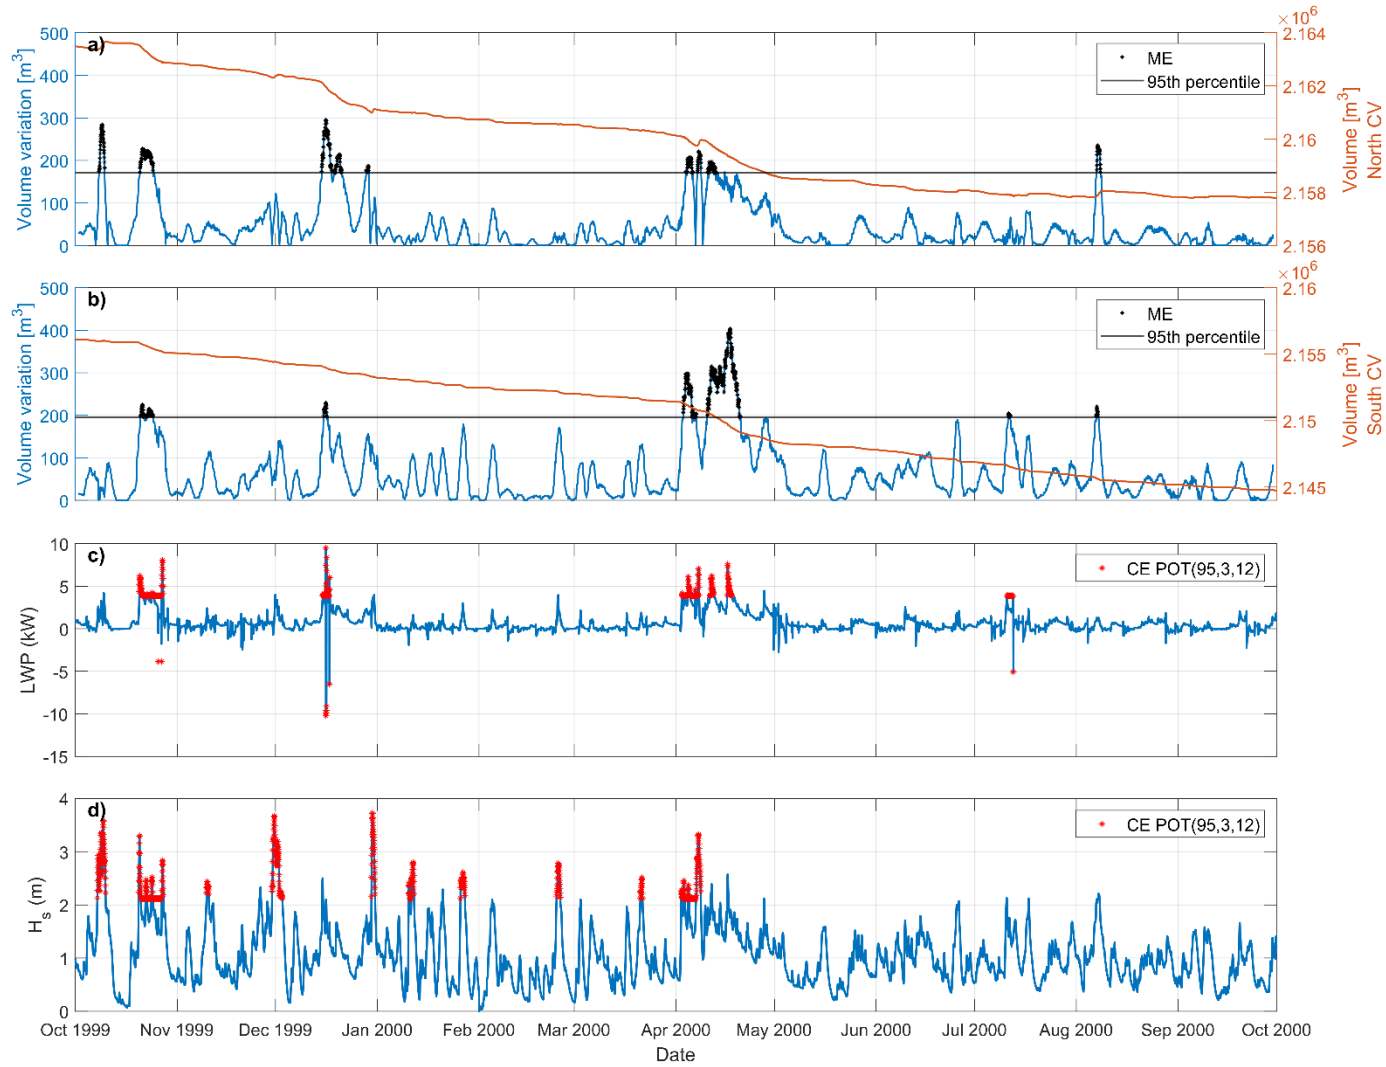 a)
500
400
300
200
100
0
Volume variation [m³]
ME
95th percentile
×10⁶
2.164
2.162
2.16
2.158
2.156
Volume [m³]
North CV
b)
500
400
300
200
100
0
Volume variation [m³]
ME
95th percentile
×10⁶
2.16
2.155
2.15
2.145
Volume [m³]
South CV
c)
10
5
0
-5
-10
-15
LWP (kW)
CE POT(95,3,12)
d)
4
3
2
1
0
Hₛ (m)
CE POT(95,3,12)
Oct 1999 Nov 1999 Dec 1999 Jan 2000 Feb 2000 Mar 2000 Apr 2000 May 2000 Jun 2000 Jul 2000 Aug 2000 Sep 2000 Oct 2000
Date